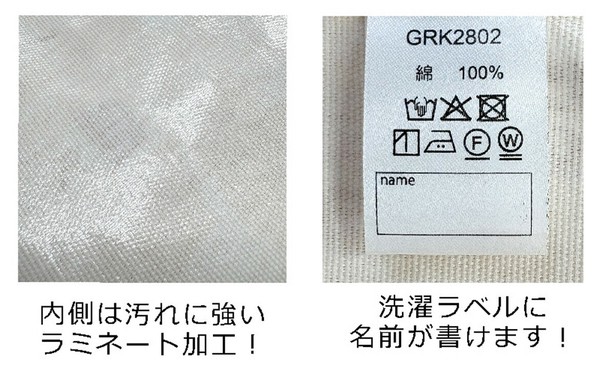 内側は汚れに強い
ラミネート加工！
GRK2802
綿 100%
F W
name
洗濯ラベルに
名前が書けます！